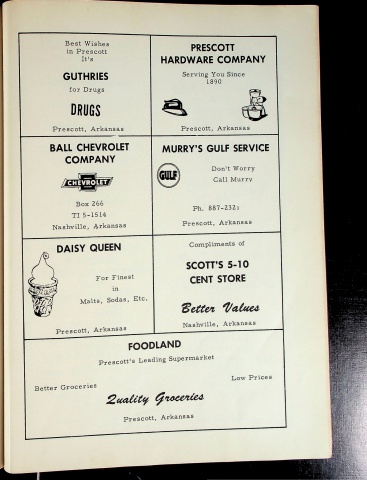 Best Wishes
in Prescott
It's
GUTHRIES
for Drugs
DRUGS
Prescott, Arkansas
PRESCOTT
HARDWARE COMPANY
Serving You Since
1890
Prescott, Arkansas
BALL CHEVROLET
COMPANY
CHEVROLET
Box 266
TI 5-1514
Nashville, Arkansas
MURRY'S GULF SERVICE
GULF
Don't Worry
Call Murry
Ph. 887-232
Prescott, Arkansas
DAISY QUEEN
For Finest
in
Malts, Sodas, Etc.
Prescott, Arkansas
Compliments of
SCOTT'S 5-10
CENT STORE
Better Values
Nashville, Arkansas
FOODLAND
Prescott's Leading Supermarket
Better Groceries
Low Prices
Quality Groceries
Prescott, Arkansas